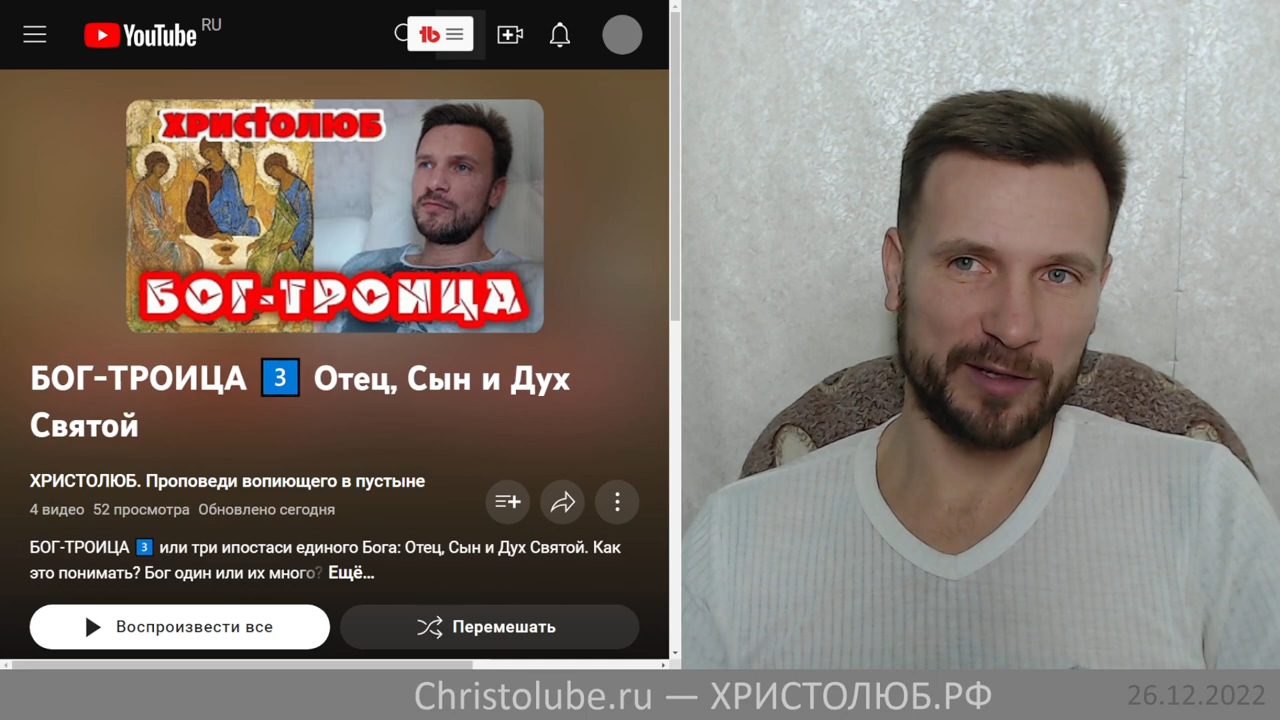 YouTube RU
ХРИСТОЛЮБ
БОГ-ТРОИЦА
БОГ-ТРОИЦА 3 Отец, Сын и Дух
Святой
ХРИСТОЛЮБ. Проповеди вопиющего в пустыне
4 видео 52 просмотра Обновлено сегодня
БОГ-ТРОИЦА 3 или три ипостаси единого Бога: Отец, Сын и Дух Святой. Как
это понимать? Бог один или их много? Ещё...
Воспроизвести все
Перемешать
Christolube.ru — ХРИСТОЛЮБ.РФ
26.12.2022